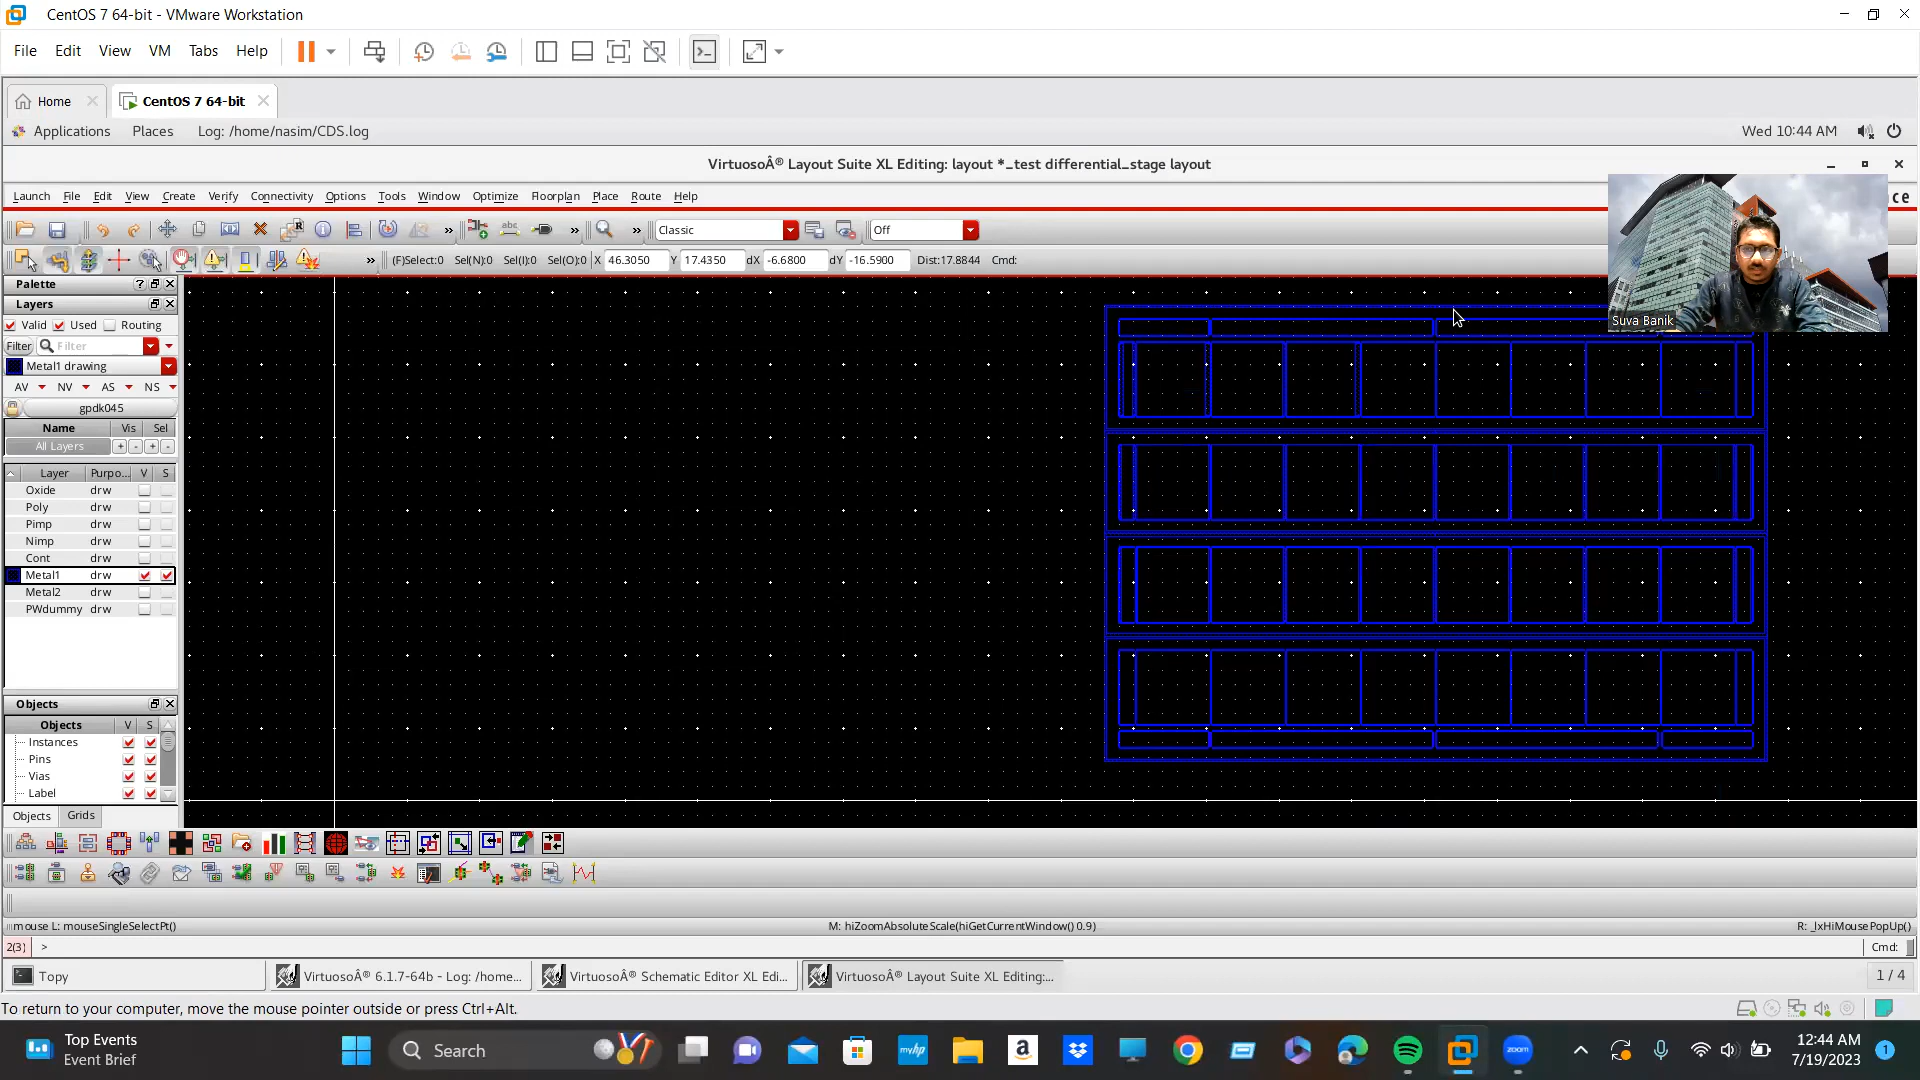 CentOS 7 64-bit - VMware Workstation
File Edit View VM Tabs Help
Home CentOS 7 64-bit
Applications Places Log: /home/nasim/CDS.log Wed 10:44 AM
VirtuosoÂ® Layout Suite XL Editing: layout *_test differential_stage layout
Launch File Edit View Create Verify Connectivity Options Tools Window Optimize Floorplan Place Route Help
Classic Off
(F)Select:0 Sel(N):0 Sel(I):0 Sel(O):0 X 46.3050 Y 17.4350 dX -6.6800 dY -16.5900 Dist:17.8844 Cmd:
Suva Banik
Palette
Layers
Valid Used Routing
Filter Filter
Metal1 drawing
AV NV AS NS
gpdk045
Name Vis Sel
All Layers + - + -
Layer Purpo... V S
Oxide drw
Poly drw
Pimp drw
Nimp drw
Cont drw
Metal1 drw
Metal2 drw
PWdummy drw
Objects
Objects V S
Instances
Pins
Vias
Label
Objects Grids
mouse L: mouseSingleSelectPt() M: hiZoomAbsoluteScale(hiGetCurrentWindow() 0.9) R: _lxHiMousePopUp()
2(3) > Cmd:
Topy VirtuosoÂ® 6.1.7-64b - Log: /home... VirtuosoÂ® Schematic Editor XL Edi... VirtuosoÂ® Layout Suite XL Editing:... 1 / 4
To return to your computer, move the mouse pointer outside or press Ctrl+Alt.
Top Events
Event Brief
Search
myhp
zoom
12:44 AM
7/19/2023
1